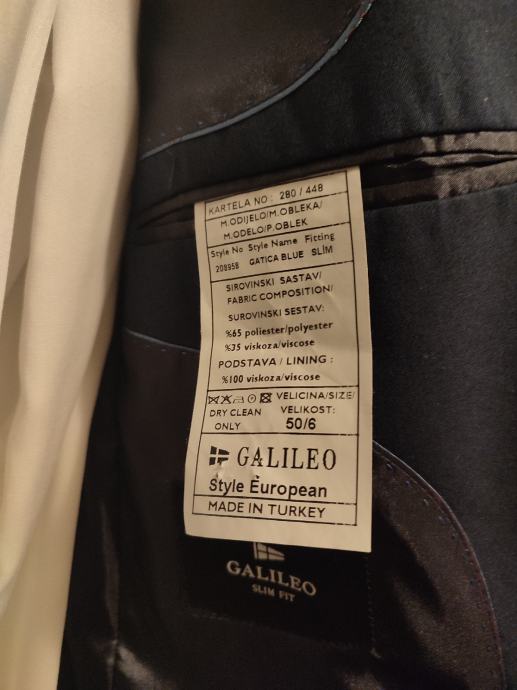 KARTELA NO: 280 / 448
M.ODIJELO/M.OBLEKA/
M.ODELO/P.OBLEK
Style No Style Name Fitting
208958 GATICA BLUE SLİM
SIROVINSKI SASTAV/
FABRIC COMPOSITION/
SUROVINSKI SESTAV:
%65 poliester/polyester
%35 viskoza/viscose
PODSTAVA / LINING :
%100 viskoza/viscose
VELICINA/SIZE/
DRY CLEAN VELIKOST:
ONLY 50/6
GALILEO
Style European
MADE IN TURKEY
GALILEO
SLIM FIT